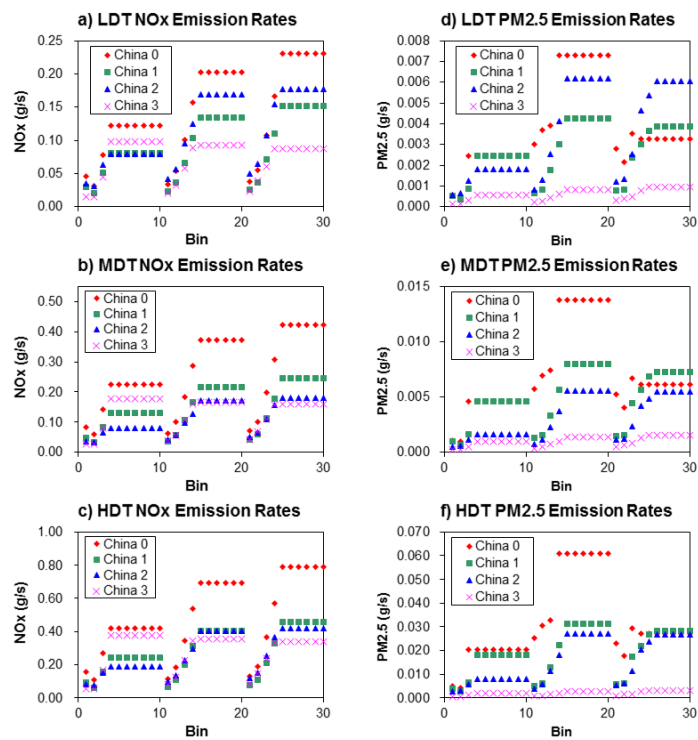 a) LDT NOx Emission Rates
0.25
0.20
0.15
0.10
0.05
0.00
NOx (g/s)
China 0
China 1
China 2
China 3
0
10
20
30
Bin
d) LDT PM2.5 Emission Rates
0.008
0.007
0.006
0.005
0.004
0.003
0.002
0.001
0.000
PM2.5 (g/s)
China 0
China 1
China 2
China 3
0
10
20
30
Bin
b) MDT NOx Emission Rates
0.50
0.40
0.30
0.20
0.10
0.00
NOx (g/s)
China 0
China 1
China 2
China 3
0
10
20
30
Bin
e) MDT PM2.5 Emission Rates
0.015
0.010
0.005
0.000
PM2.5 (g/s)
China 0
China 1
China 2
China 3
0
10
20
30
Bin
c) HDT NOx Emission Rates
1.00
0.80
0.60
0.40
0.20
0.00
NOx (g/s)
China 0
China 1
China 2
China 3
0
10
20
30
Bin
f) HDT PM2.5 Emission Rates
0.070
0.060
0.050
0.040
0.030
0.020
0.010
0.000
PM2.5 (g/s)
China 0
China 1
China 2
China 3
0
10
20
30
Bin